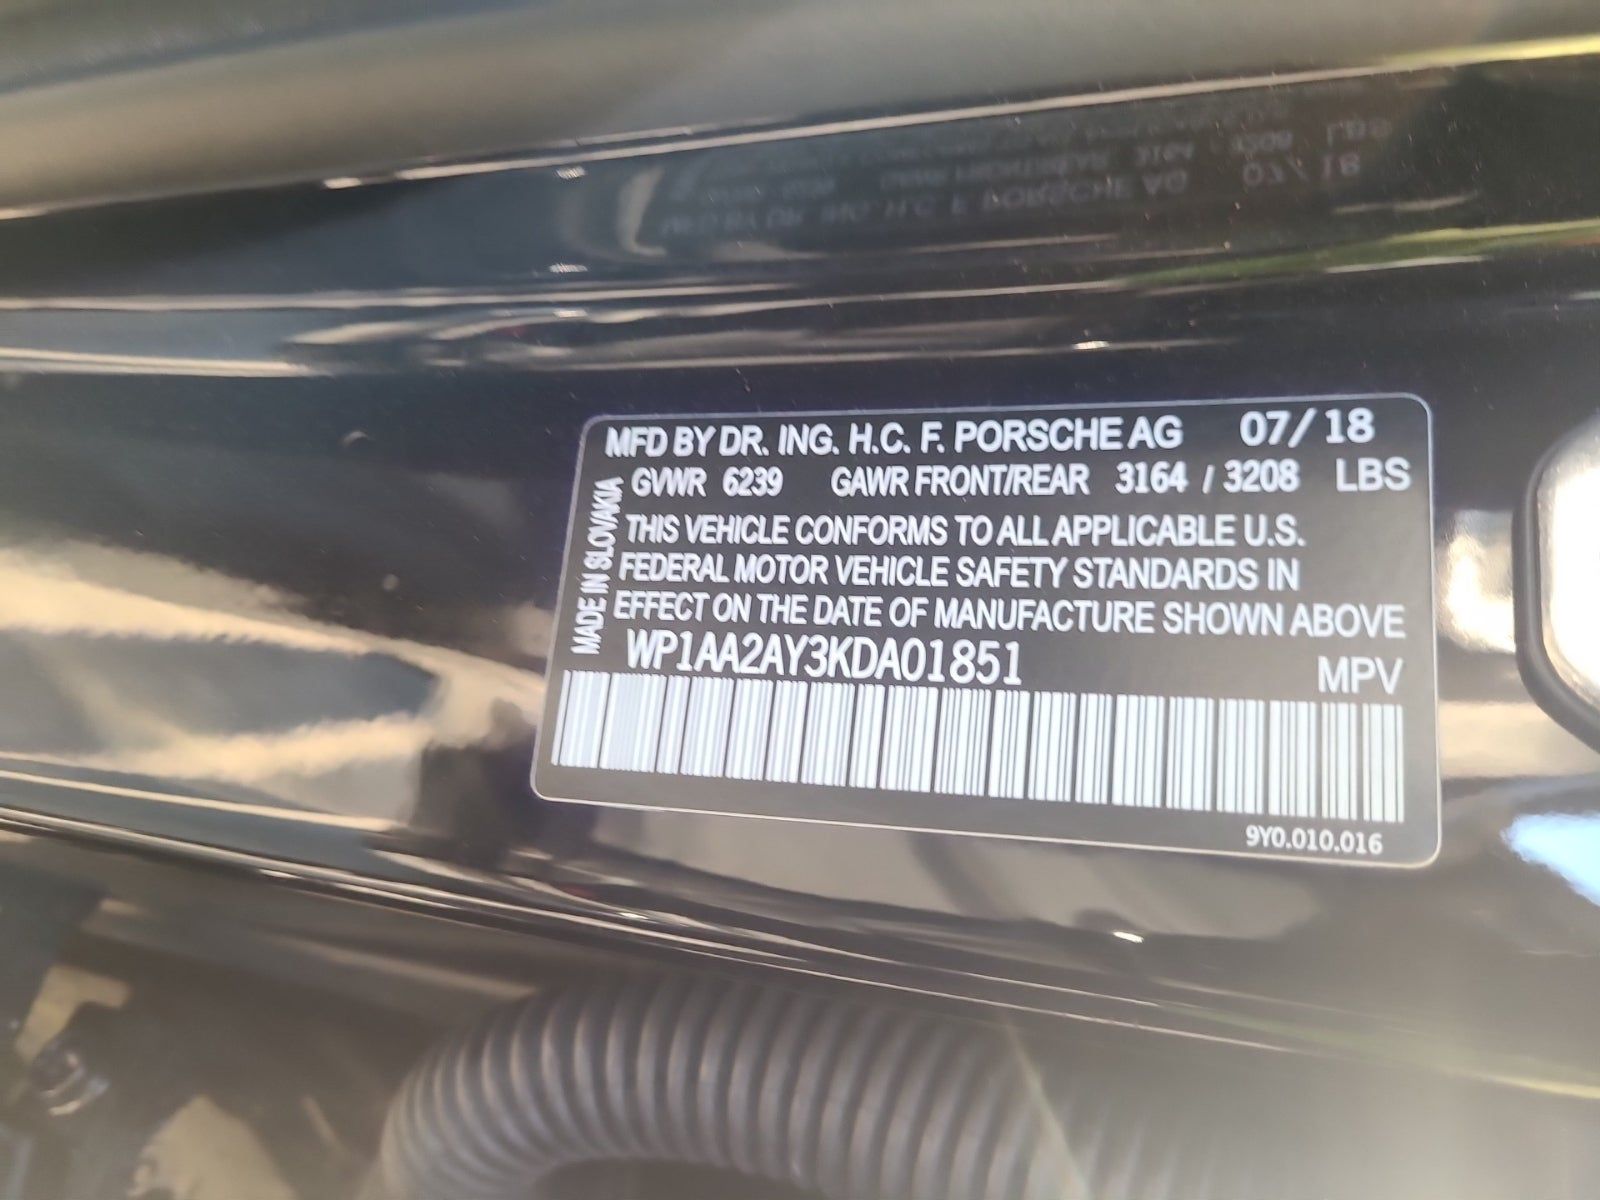 MFD BY DR. ING. H.C. F. PORSCHE AG 07/18
GVWR 6239 GAWR FRONT/REAR 3164 / 3208 LBS
MADE IN SLOVAKIA
THIS VEHICLE CONFORMS TO ALL APPLICABLE U.S.
FEDERAL MOTOR VEHICLE SAFETY STANDARDS IN
EFFECT ON THE DATE OF MANUFACTURE SHOWN ABOVE
WP1AA2AY3KDA01851 MPV
9Y0.010.016